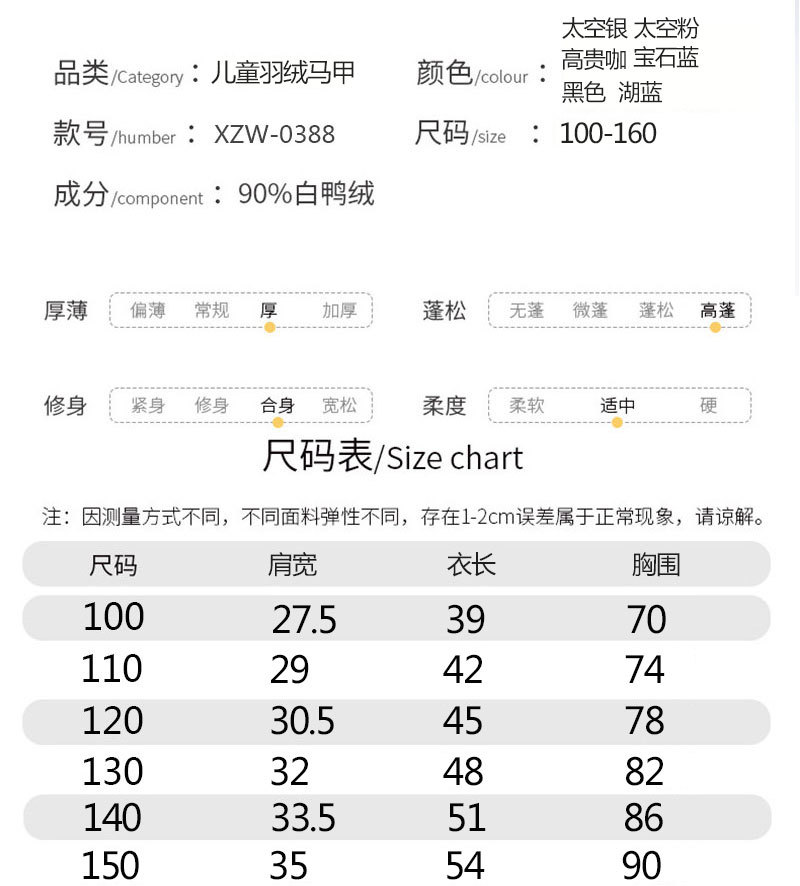 太空银 太空粉
品类/Category：儿童羽绒马甲 颜色/colour： 高贵咖 宝石蓝
黑色 湖蓝
款号/humber： XZW-0388 尺码/size ： 100-160
成分/component： 90%白鸭绒
厚薄 偏薄 常规 厚 加厚 蓬松 无蓬 微蓬 蓬松 高蓬
修身 紧身 修身 合身 宽松 柔度 柔软 适中 硬
尺码表/Size chart
注：因测量方式不同，不同面料弹性不同，存在1-2cm误差属于正常现象，请谅解。
尺码 肩宽 衣长 胸围
100 27.5 39 70
110 29 42 74
120 30.5 45 78
130 32 48 82
140 33.5 51 86
150 35 54 90